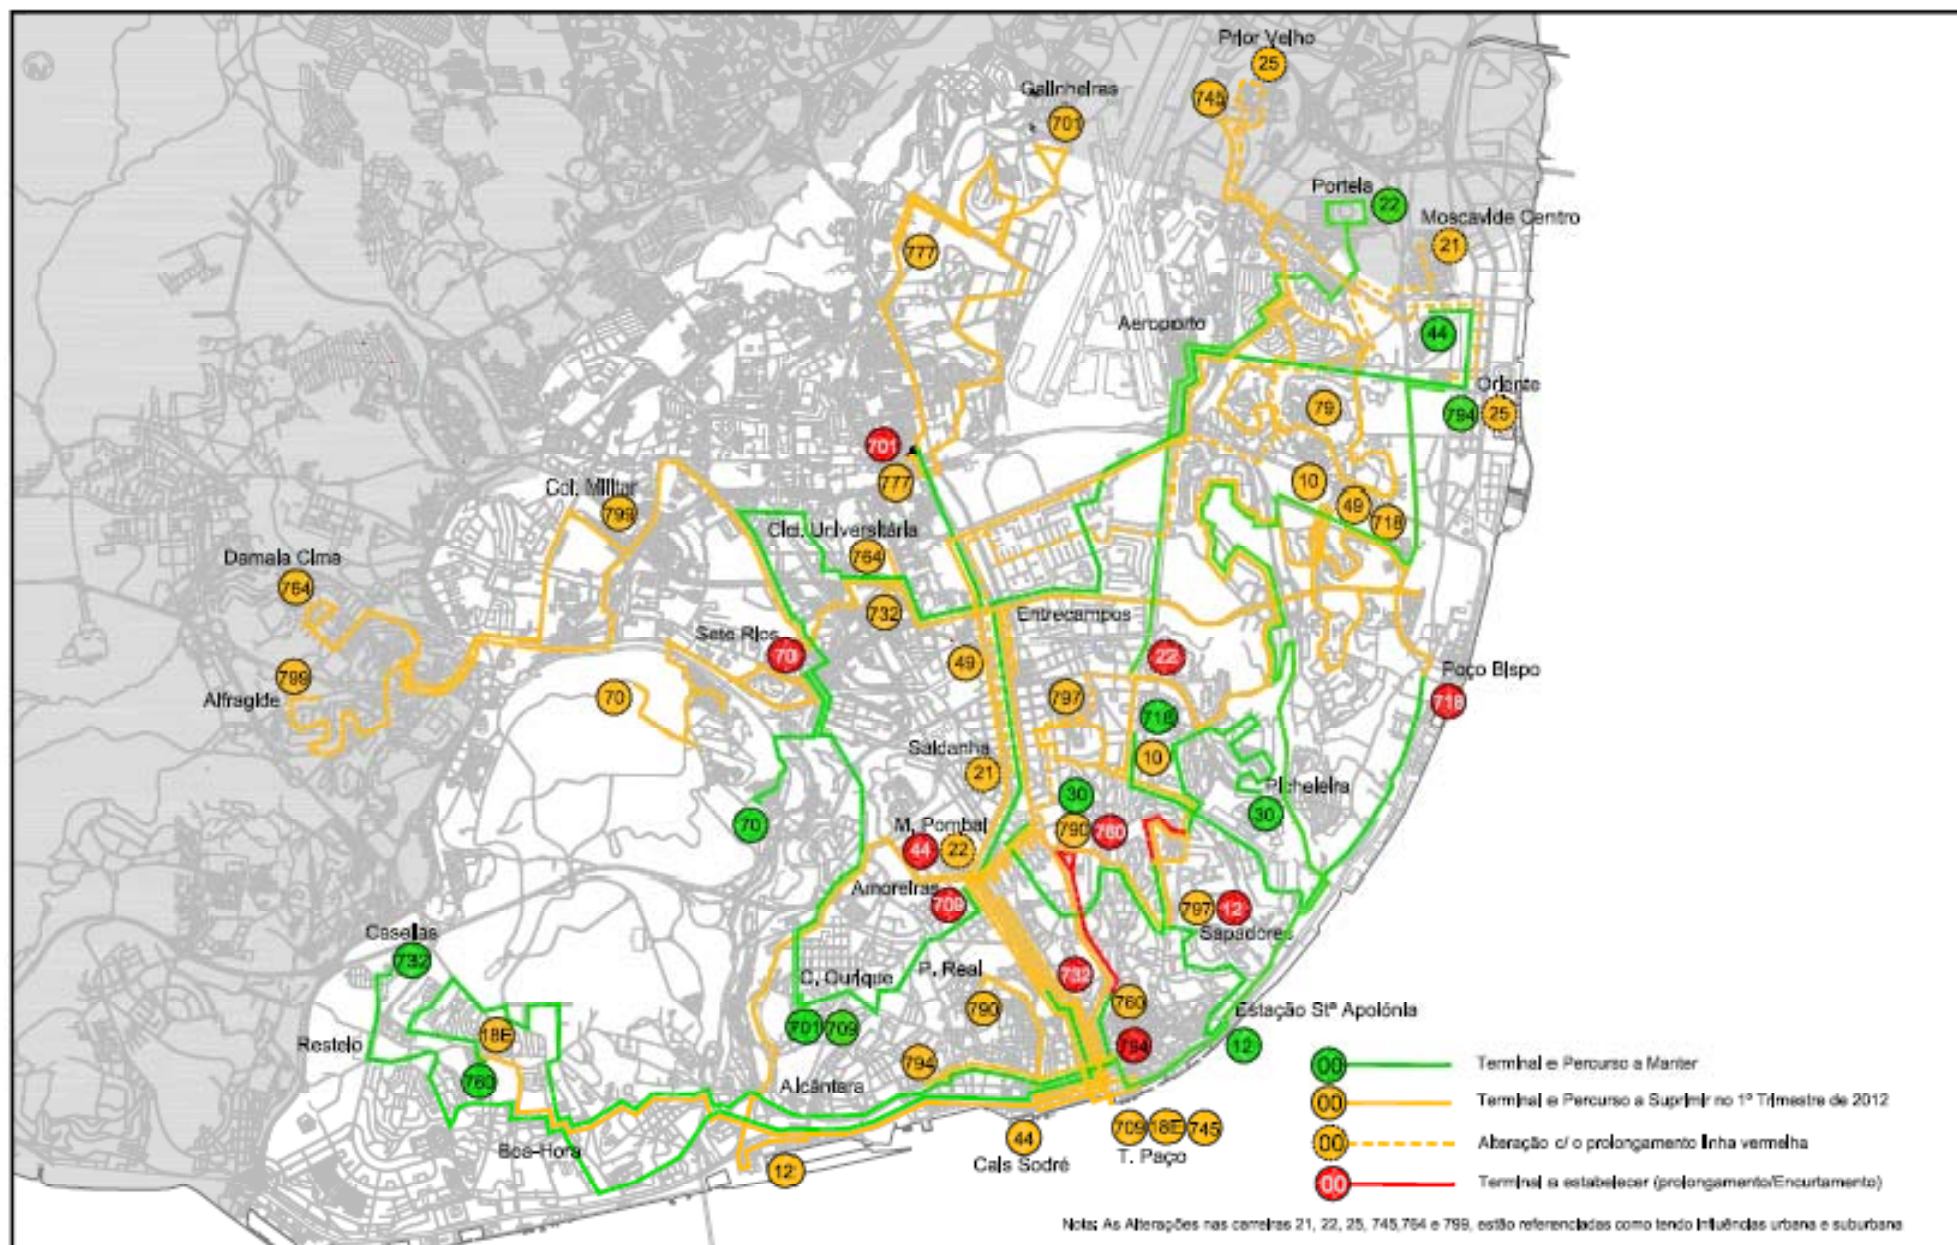 Prior Velho
25
745
Galinheiras
701
Portela
22
Moscavide Centro
21
777
Aeroporto
44
Oriente
794 25
79
701
777
10
49
718
Col. Militar
799
Cid. Universitária
764
Damaia Cima
764
732
Entrecampos
Sete Rios
70
49
22
Poço Bispo
718
799
Alfragide
70
797
718
Saldanha
21
10
Picheleira
30
30
70
M. Pombal
44 22
790 760
Amoreiras
709
797 12
Sapadores
Caselas
732
C. Ourique
P. Real
732
760
790
701 709
Estação Stª Apolónia
12
18E
Restelo
794
760
794
Alcântara
Boa-Hora
12
44
Cais Sodré
709 18E 745
T. Paço
00 Terminal e Percurso a Manter
00 Terminal e Percurso a Suprimir no 1º Trimestre de 2012
00 Alteração c/ o prolongamento linha vermelha
00 Terminal a estabelecer (prolongamento/Encurtamento)
Nota: As Alterações nas carreiras 21, 22, 25, 745,764 e 799, estão referenciadas como tendo influências urbana e suburbana